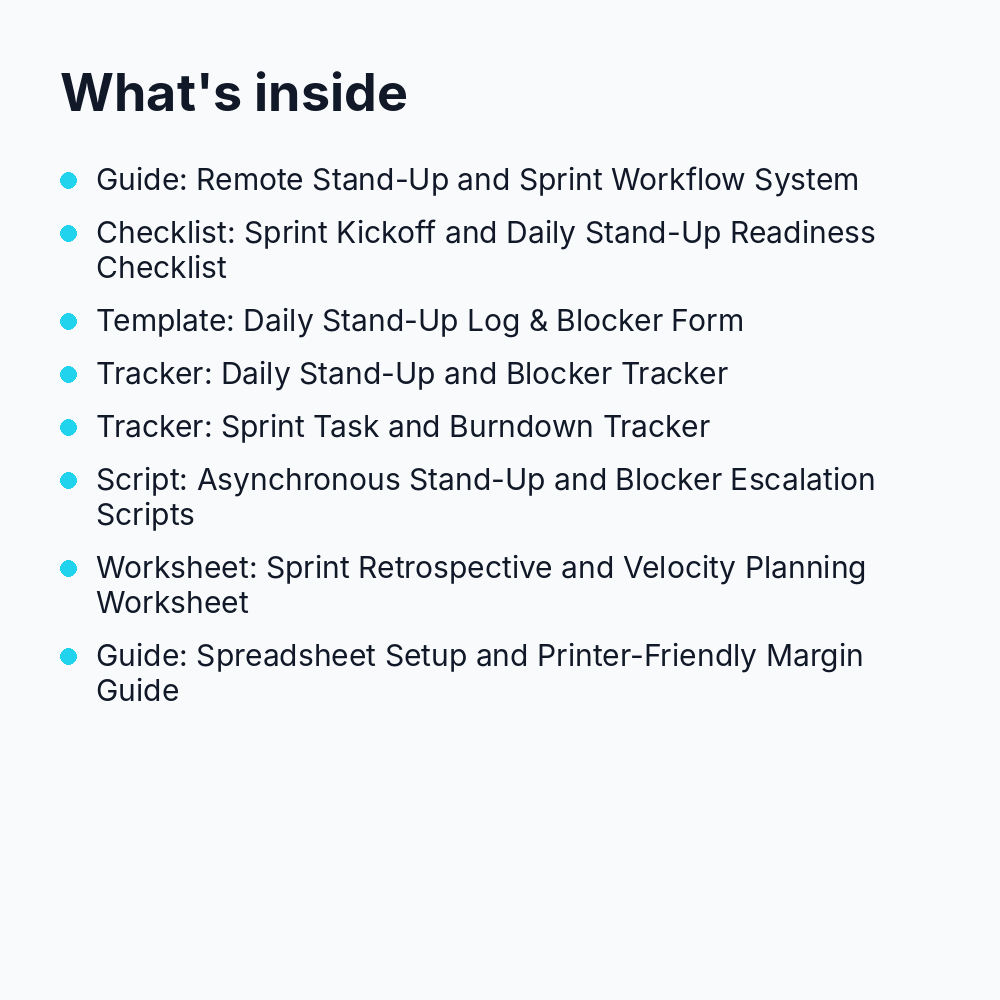 What's inside
Guide: Remote Stand-Up and Sprint Workflow System
Checklist: Sprint Kickoff and Daily Stand-Up Readiness
Checklist
Template: Daily Stand-Up Log & Blocker Form
Tracker: Daily Stand-Up and Blocker Tracker
Tracker: Sprint Task and Burndown Tracker
Script: Asynchronous Stand-Up and Blocker Escalation
Scripts
Worksheet: Sprint Retrospective and Velocity Planning
Worksheet
Guide: Spreadsheet Setup and Printer-Friendly Margin
Guide